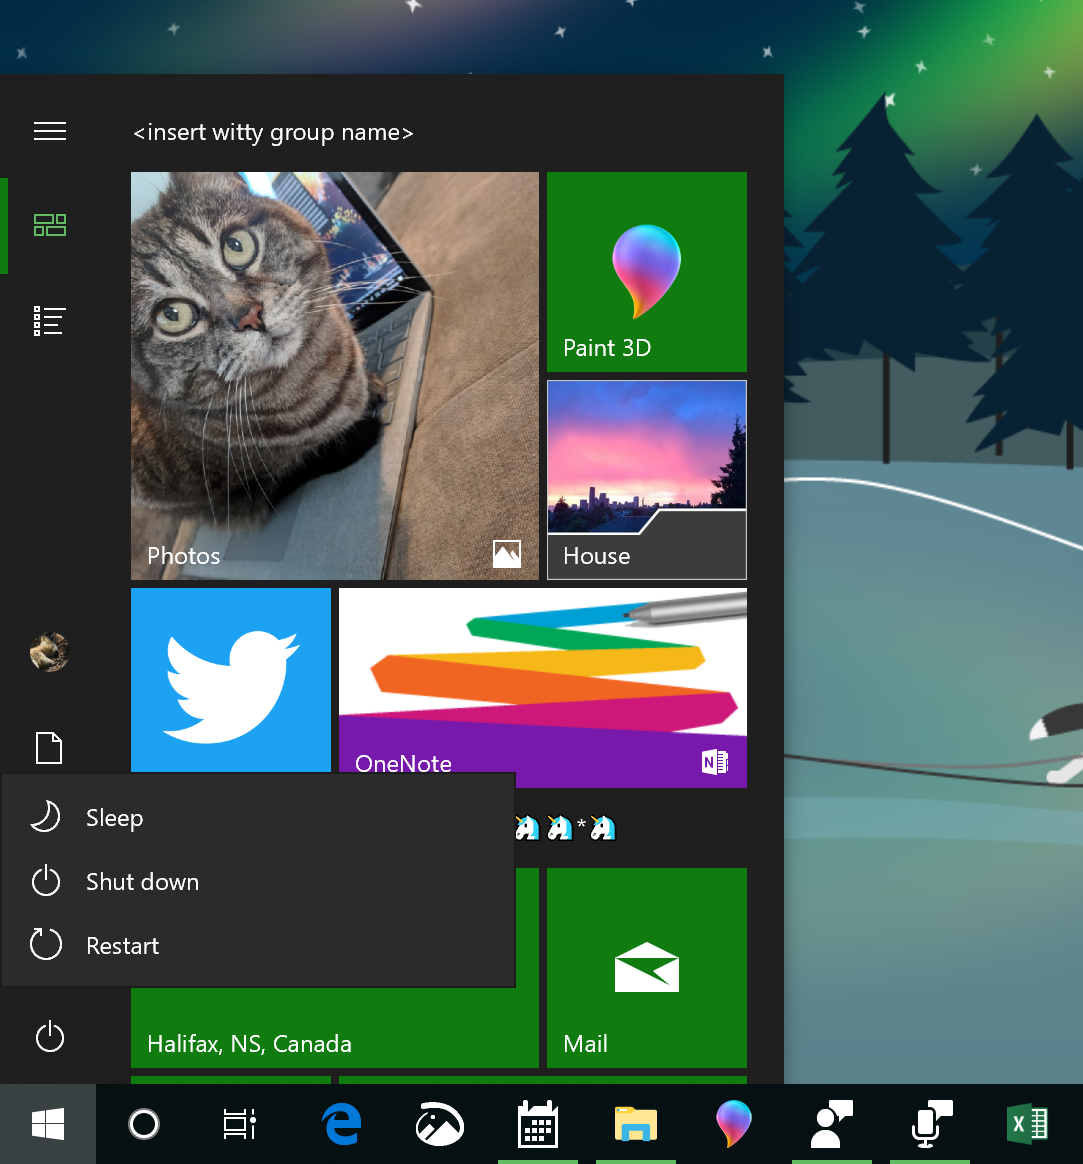 <insert witty group name>
Photos
Paint 3D
House
OneNote
N
*
Sleep
Shut down
Restart
Halifax, NS, Canada
Mail
X